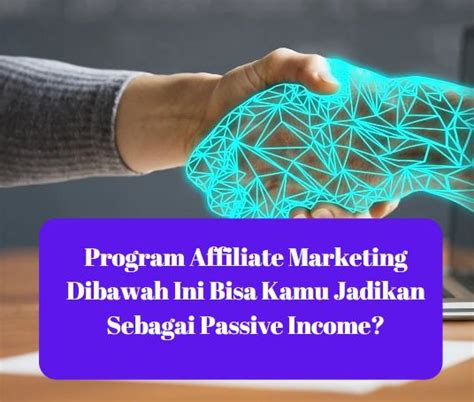 Program Affiliate Marketing
Dibawah Ini Bisa Kamu Jadikan
Sebagai Passive Income?